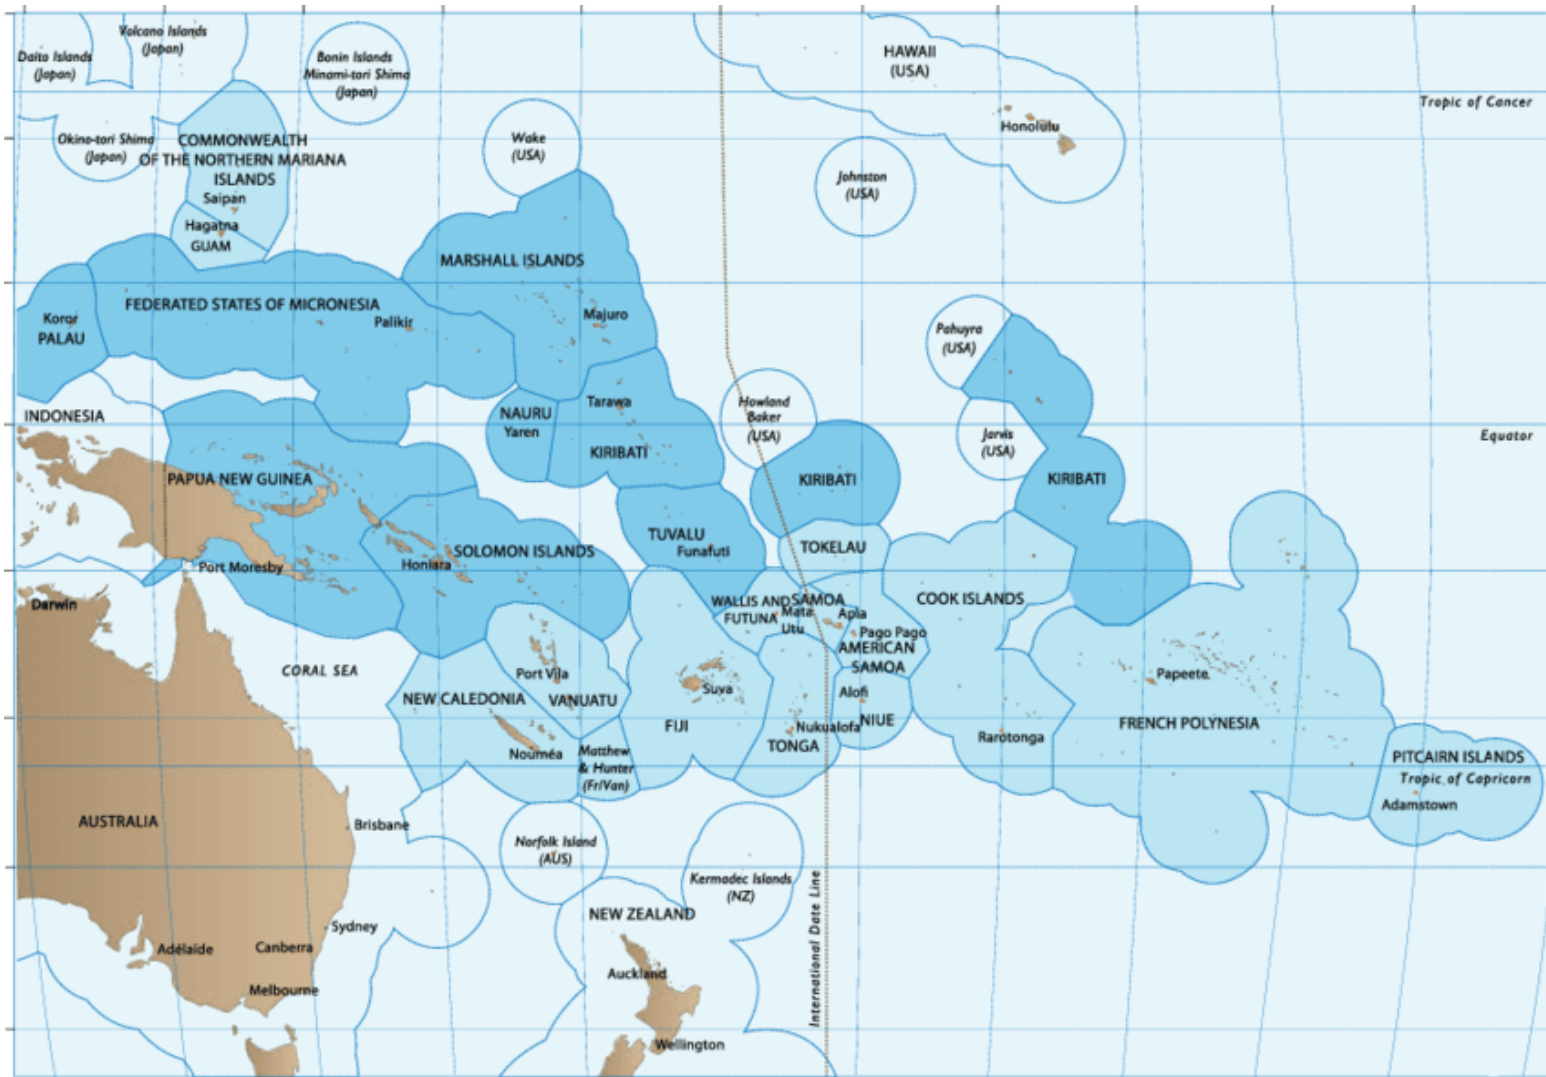 Volcano Islands
(Japan)
Daito Islands
(Japan)
Bonin Islands
Minami-tori Shima
(Japan)
HAWAII
(USA)
Tropic of Cancer
Honolulu
Okino-tori Shima
(Japan)
COMMONWEALTH
OF THE NORTHERN MARIANA
ISLANDS
Saipan
Hagatna
GUAM
Wake
(USA)
Johnston
(USA)
MARSHALL ISLANDS
Majuro
FEDERATED STATES OF MICRONESIA
Palikir
Koror
PALAU
Pahuyra
(USA)
INDONESIA
NAURU
Yaren
Tarawa
KIRIBATI
Howland
Baker
(USA)
Jarvis
(USA)
Equator
KIRIBATI
KIRIBATI
PAPUA NEW GUINEA
Port Moresby
SOLOMON ISLANDS
Honiara
TUVALU
Funafuti
TOKELAU
Darwin
WALLIS AND
FUTUNA
Mata
Utu
SAMOA
Apia
Pago Pago
AMERICAN
SAMOA
COOK ISLANDS
Rarotonga
CORAL SEA
NEW CALEDONIA
Nouméa
Port Vila
VANUATU
Suva
FIJI
Alofi
NIUE
Nukualofa
TONGA
Papeete
FRENCH POLYNESIA
Matthew
& Hunter
(Fr/Van)
PITCAIRN ISLANDS
Tropic of Capricorn
Adamstown
AUSTRALIA
Brisbane
Norfolk Island
(AUS)
Kermadec Islands
(NZ)
International Date Line
NEW ZEALAND
Sydney
Adélaide
Canberra
Melbourne
Auckland
Wellington